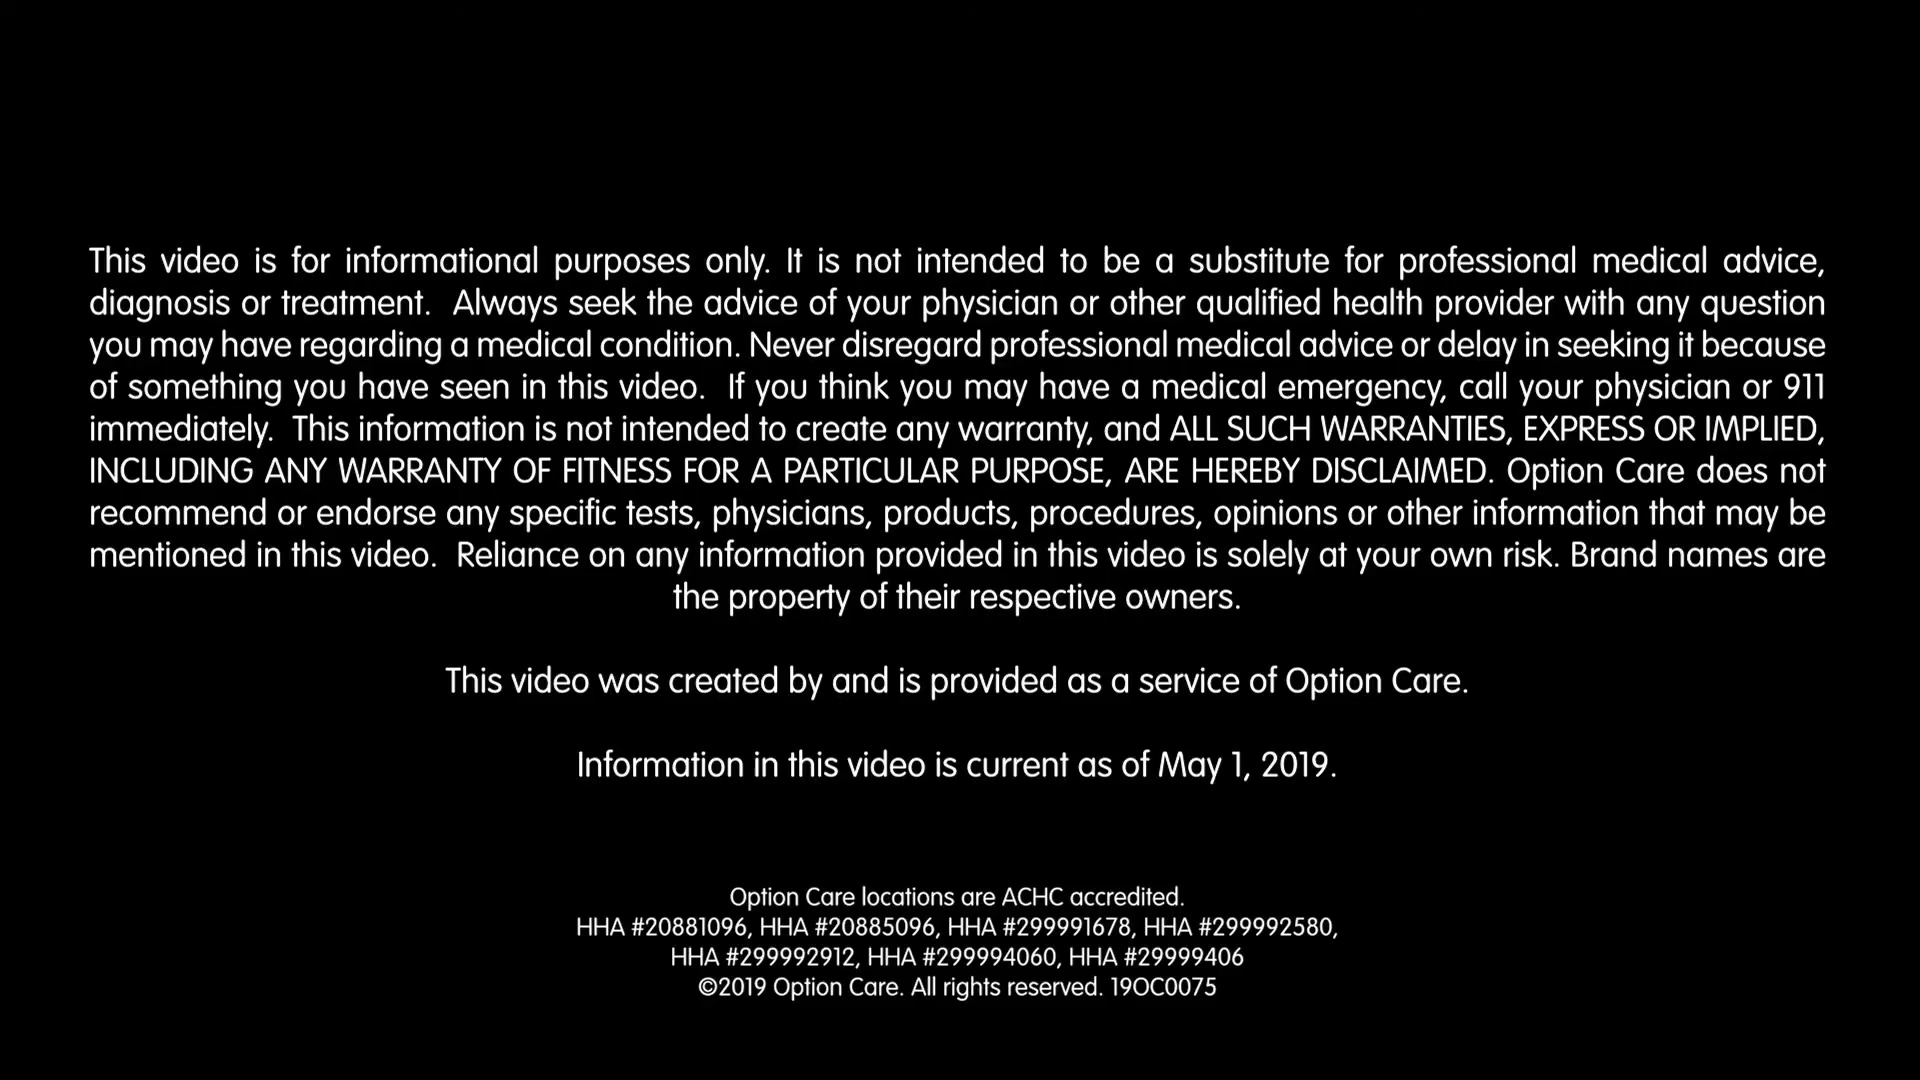 This video is for informational purposes only. It is not intended to be a substitute for professional medical advice,
diagnosis or treatment. Always seek the advice of your physician or other qualified health provider with any question
you may have regarding a medical condition. Never disregard professional medical advice or delay in seeking it because
of something you have seen in this video. If you think you may have a medical emergency, call your physician or 911
immediately. This information is not intended to create any warranty, and ALL SUCH WARRANTIES, EXPRESS OR IMPLIED,
INCLUDING ANY WARRANTY OF FITNESS FOR A PARTICULAR PURPOSE, ARE HEREBY DISCLAIMED. Option Care does not
recommend or endorse any specific tests, physicians, products, procedures, opinions or other information that may be
mentioned in this video. Reliance on any information provided in this video is solely at your own risk. Brand names are
the property of their respective owners.
This video was created by and is provided as a service of Option Care.
Information in this video is current as of May 1, 2019.
Option Care locations are ACHC accredited.
HHA #20881096, HHA #20885096, HHA #299991678, HHA #299992580,
HHA #299992912, HHA #299994060, HHA #29999406
©2019 Option Care. All rights reserved. 19OC0075